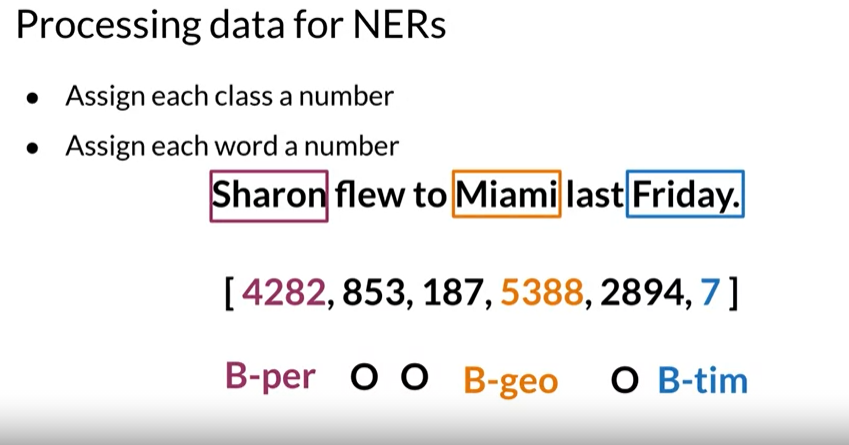 Processing data for NERs
● Assign each class a number
● Assign each word a number
Sharon flew to Miami last Friday.
[ 4282, 853, 187, 5388, 2894, 7 ]
B-per O O B-geo O B-tim